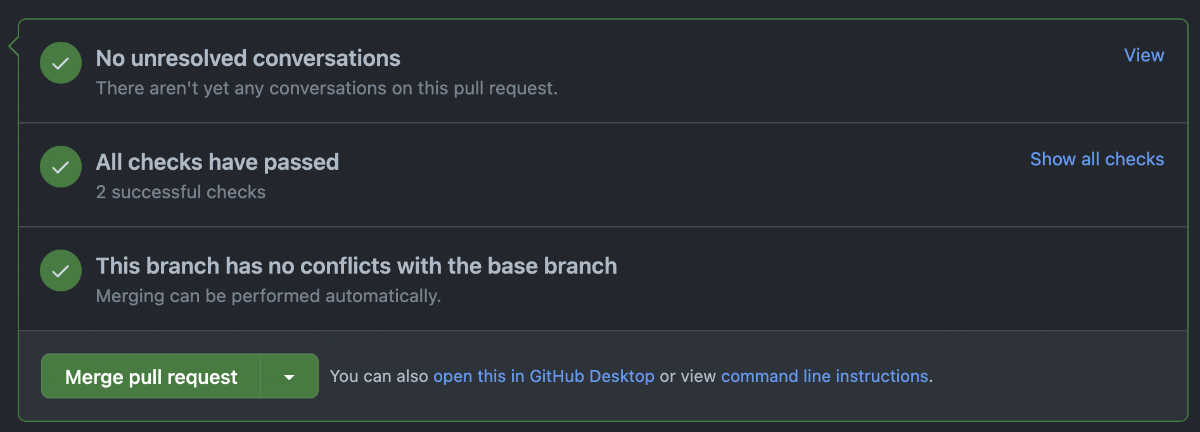 No unresolved conversations
View
There aren't yet any conversations on this pull request.
All checks have passed
Show all checks
2 successful checks
This branch has no conflicts with the base branch
Merging can be performed automatically.
Merge pull request
You can also open this in GitHub Desktop or view command line instructions.